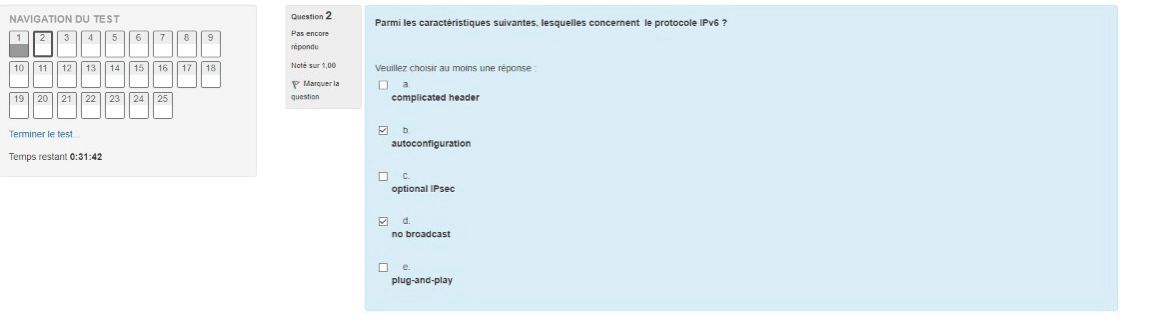 NAVIGATION DU TEST
1 2 3 4 5 6 7 8 9
10 11 12 13 14 15 16 17 18
19 20 21 22 23 24 25
Terminer le test...
Temps restant 0:31:42
Question 2
Pas encore
répondu
Noté sur 1,00
Marquer la
question
Parmi les caractéristiques suivantes, lesquelles concernent le protocole IPv6 ?
Veuillez choisir au moins une réponse :
a.
complicated header
b.
autoconfiguration
c.
optional IPsec
d.
no broadcast
e.
plug-and-play